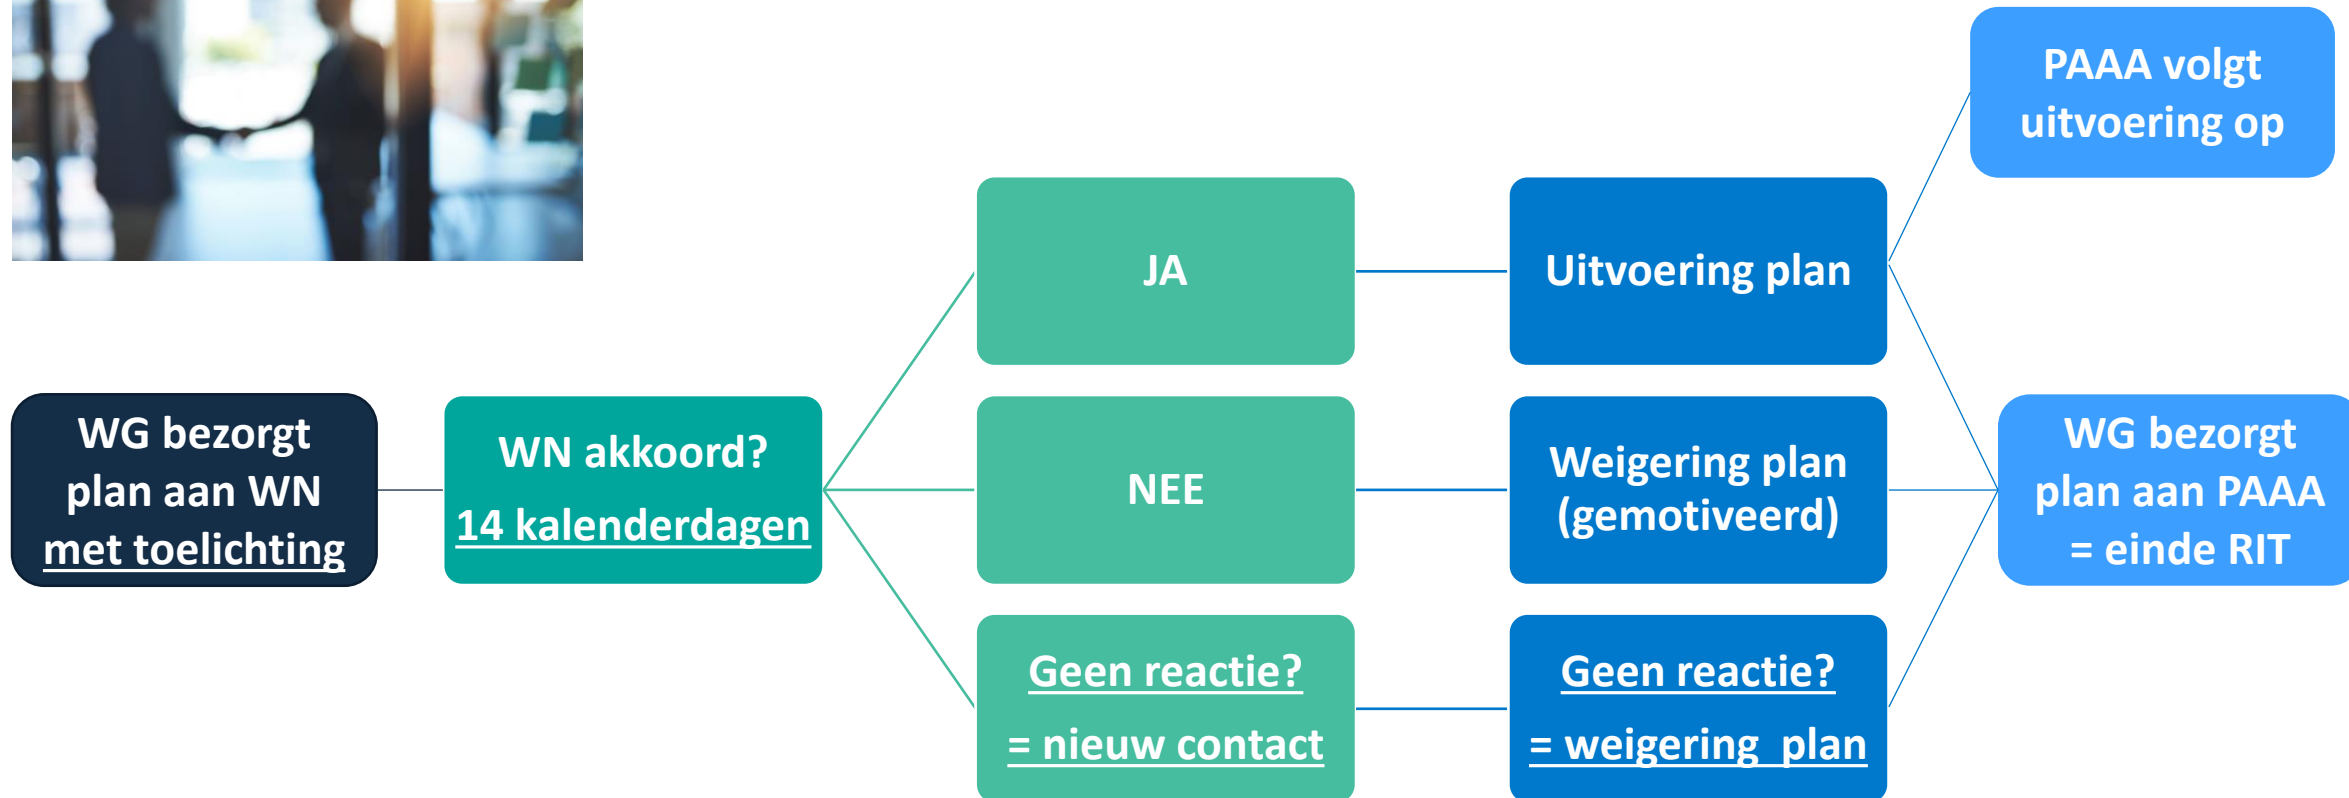 WG bezorgt
plan aan WN
met toelichting
WN akkoord?
14 kalenderdagen
JA
Uitvoering plan
NEE
Weigering plan
(gemotiveerd)
Geen reactie?
= nieuw contact
Geen reactie?
= weigering plan
PAAA volgt
uitvoering op
WG bezorgt
plan aan PAAA
= einde RIT